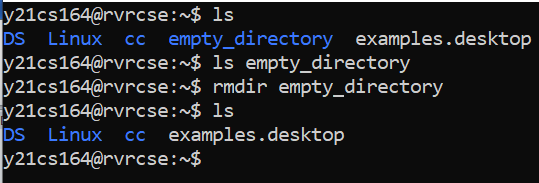 y21cs164@rvrcse:~$ ls
DS  Linux  cc  empty_directory  examples.desktop
y21cs164@rvrcse:~$ ls empty_directory
y21cs164@rvrcse:~$ rmdir empty_directory
y21cs164@rvrcse:~$ ls
DS  Linux  cc  examples.desktop
y21cs164@rvrcse:~$